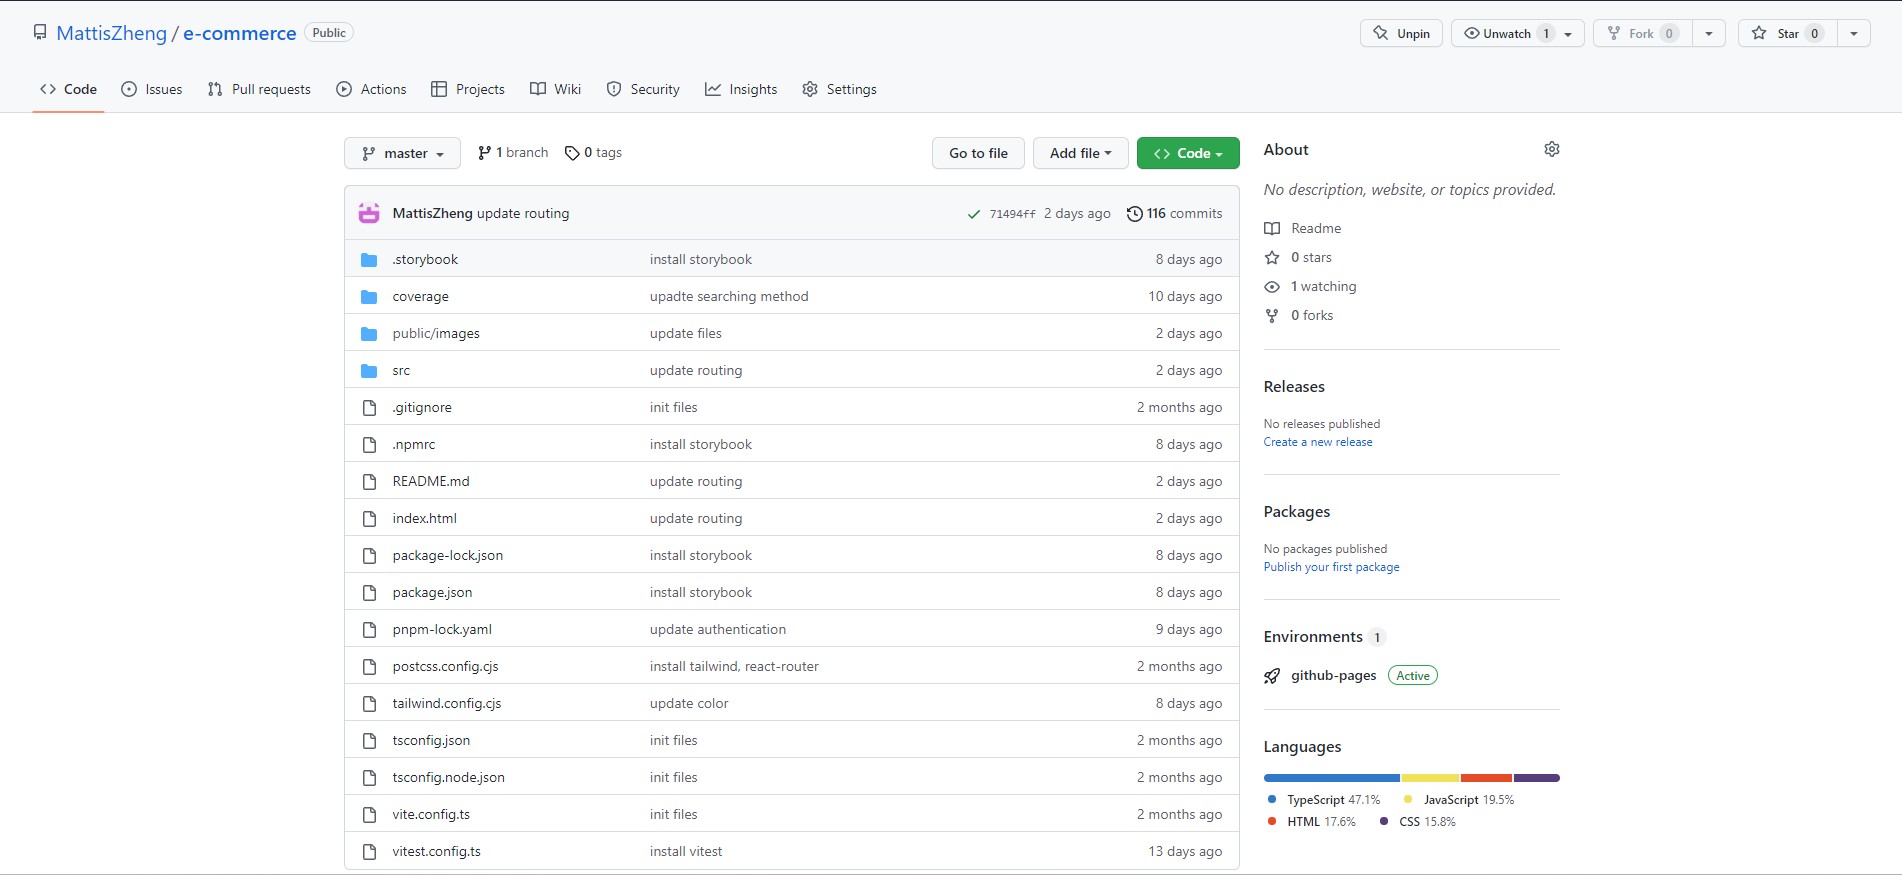 MattisZheng / e-commerce Public
Unpin Unwatch 1 Fork 0 Star 0
Code Issues Pull requests Actions Projects Wiki Security Insights Settings
master 1 branch 0 tags Go to file Add file Code
MattisZheng update routing 71494ff 2 days ago 116 commits
.storybook install storybook 8 days ago
coverage upadte searching method 10 days ago
public/images update files 2 days ago
src update routing 2 days ago
.gitignore init files 2 months ago
.npmrc install storybook 8 days ago
README.md update routing 2 days ago
index.html update routing 2 days ago
package-lock.json install storybook 8 days ago
package.json install storybook 8 days ago
pnpm-lock.yaml update authentication 9 days ago
postcss.config.cjs install tailwind, react-router 2 months ago
tailwind.config.cjs update color 8 days ago
tsconfig.json init files 2 months ago
tsconfig.node.json init files 2 months ago
vite.config.ts init files 2 months ago
vitest.config.ts install vitest 13 days ago
About
No description, website, or topics provided.
Readme
0 stars
1 watching
0 forks
Releases
No releases published
Create a new release
Packages
No packages published
Publish your first package
Environments 1
github-pages Active
Languages
TypeScript 47.1% JavaScript 19.5%
HTML 17.6% CSS 15.8%